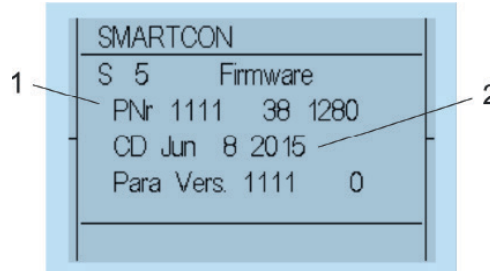 SMARTCON
S 5 Firmware
1
PNr 1111 38 1280
2
CD Jun 8 2015
Para Vers. 1111 0